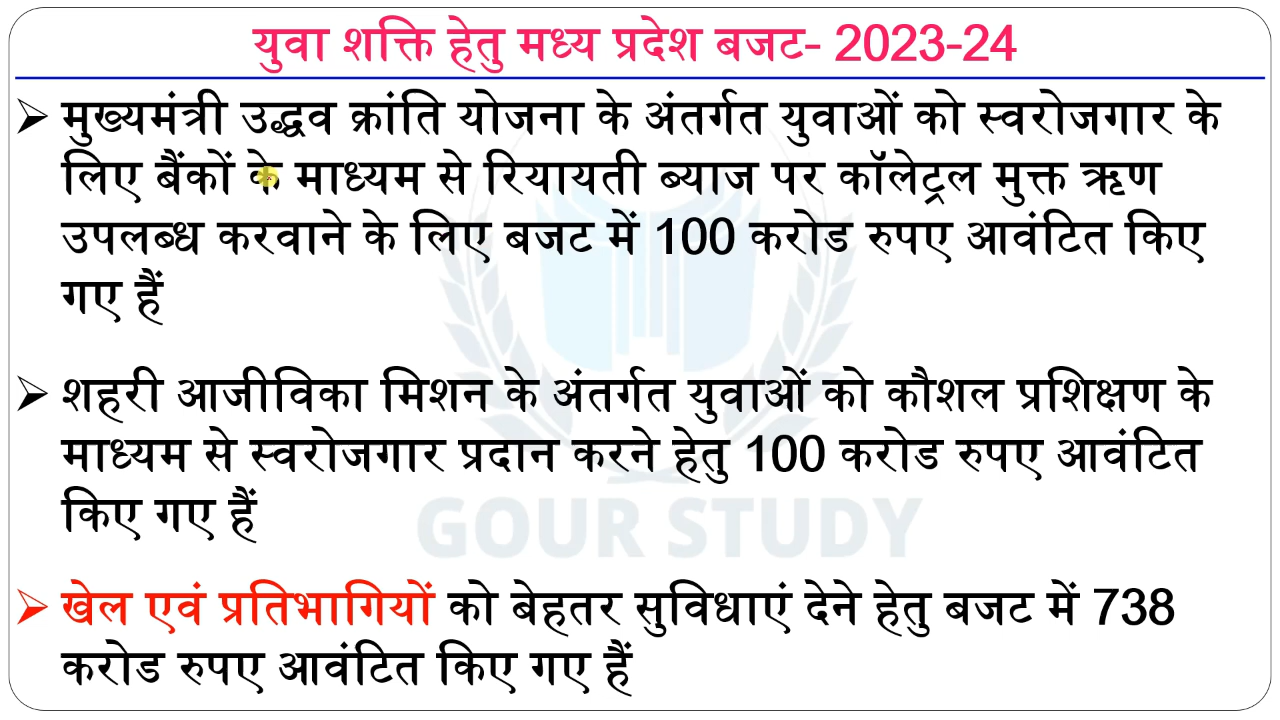 युवा शक्ति हेतु मध्य प्रदेश बजट- 2023-24
➢ मुख्यमंत्री उद्धव क्रांति योजना के अंतर्गत युवाओं को स्वरोजगार के
लिए बैंकों के माध्यम से रियायती ब्याज पर कॉलेट्रल मुक्त ऋण
उपलब्ध करवाने के लिए बजट में 100 करोड रुपए आवंटित किए
गए हैं
➢ शहरी आजीविका मिशन के अंतर्गत युवाओं को कौशल प्रशिक्षण के
माध्यम से स्वरोजगार प्रदान करने हेतु 100 करोड रुपए आवंटित
किए गए हैं
GOUR STUDY
➢ खेल एवं प्रतिभागियों को बेहतर सुविधाएं देने हेतु बजट में 738
करोड रुपए आवंटित किए गए हैं